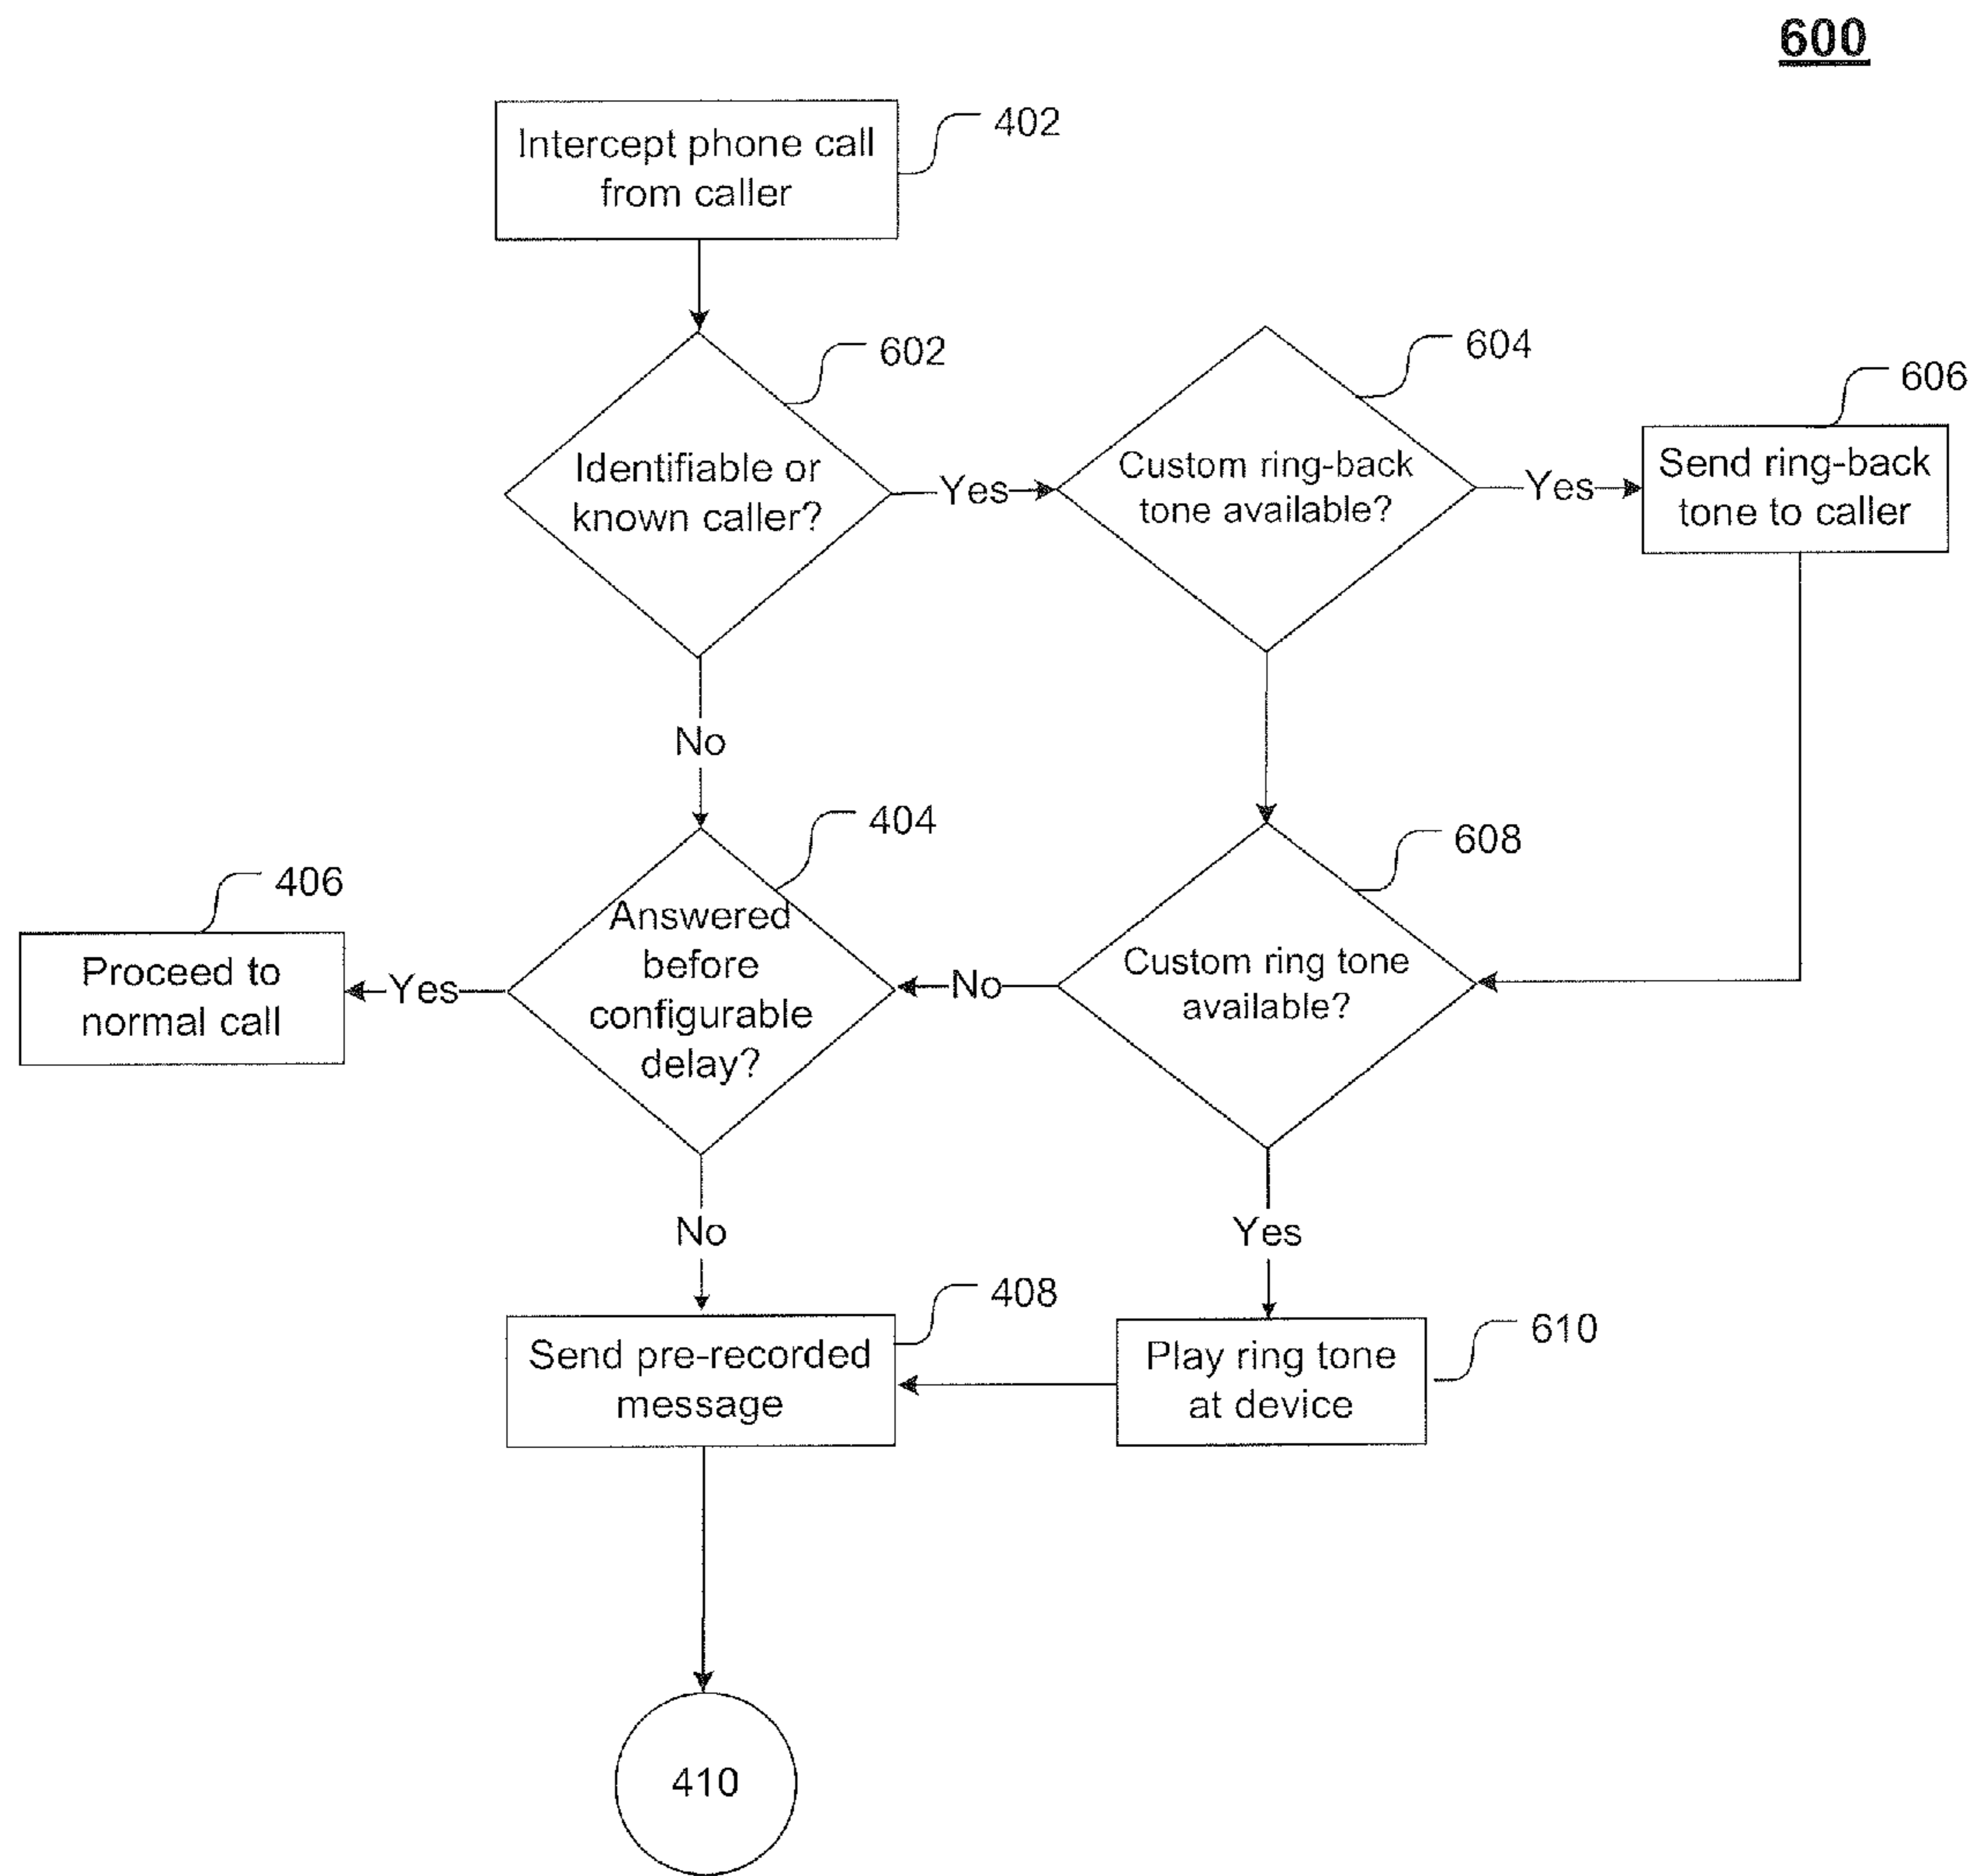 600
Intercept phone call
from caller
402
602
604
606
Identifiable or
known caller?
Yes
Custom ring-back
tone available?
Yes
Send ring-back
tone to caller
No
404
608
406
Proceed to
normal call
Yes
Answered
before
configurable
delay?
No
Custom ring tone
available?
No
Yes
408
610
Send pre-recorded
message
Play ring tone
at device
410